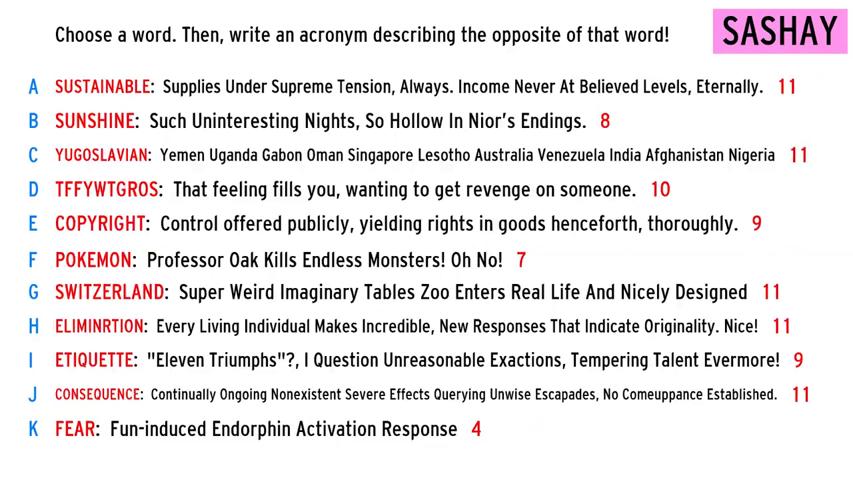 Choose a word. Then, write an acronym describing the opposite of that word!
SASHAY
A SUSTAINABLE: Supplies Under Supreme Tension, Always. Income Never At Believed Levels, Eternally. 11
B SUNSHINE: Such Uninteresting Nights, So Hollow In Nior's Endings. 8
C YUGOSLAVIAN: Yemen Uganda Gabon Oman Singapore Lesotho Australia Venezuela India Afghanistan Nigeria 11
D TFFYWTGROS: That feeling fills you, wanting to get revenge on someone. 10
E COPYRIGHT: Control offered publicly, yielding rights in goods henceforth, thoroughly. 9
F POKEMON: Professor Oak Kills Endless Monsters! Oh No! 7
G SWITZERLAND: Super Weird Imaginary Tables Zoo Enters Real Life And Nicely Designed 11
H ELIMINRTION: Every Living Individual Makes Incredible, New Responses That Indicate Originality. Nice! 11
I ETIQUETTE: "Eleven Triumphs"?, I Question Unreasonable Exactions, Tempering Talent Evermore! 9
J CONSEQUENCE: Continually Ongoing Nonexistent Severe Effects Querying Unwise Escapades, No Comeuppance Established. 11
K FEAR: Fun-induced Endorphin Activation Response 4